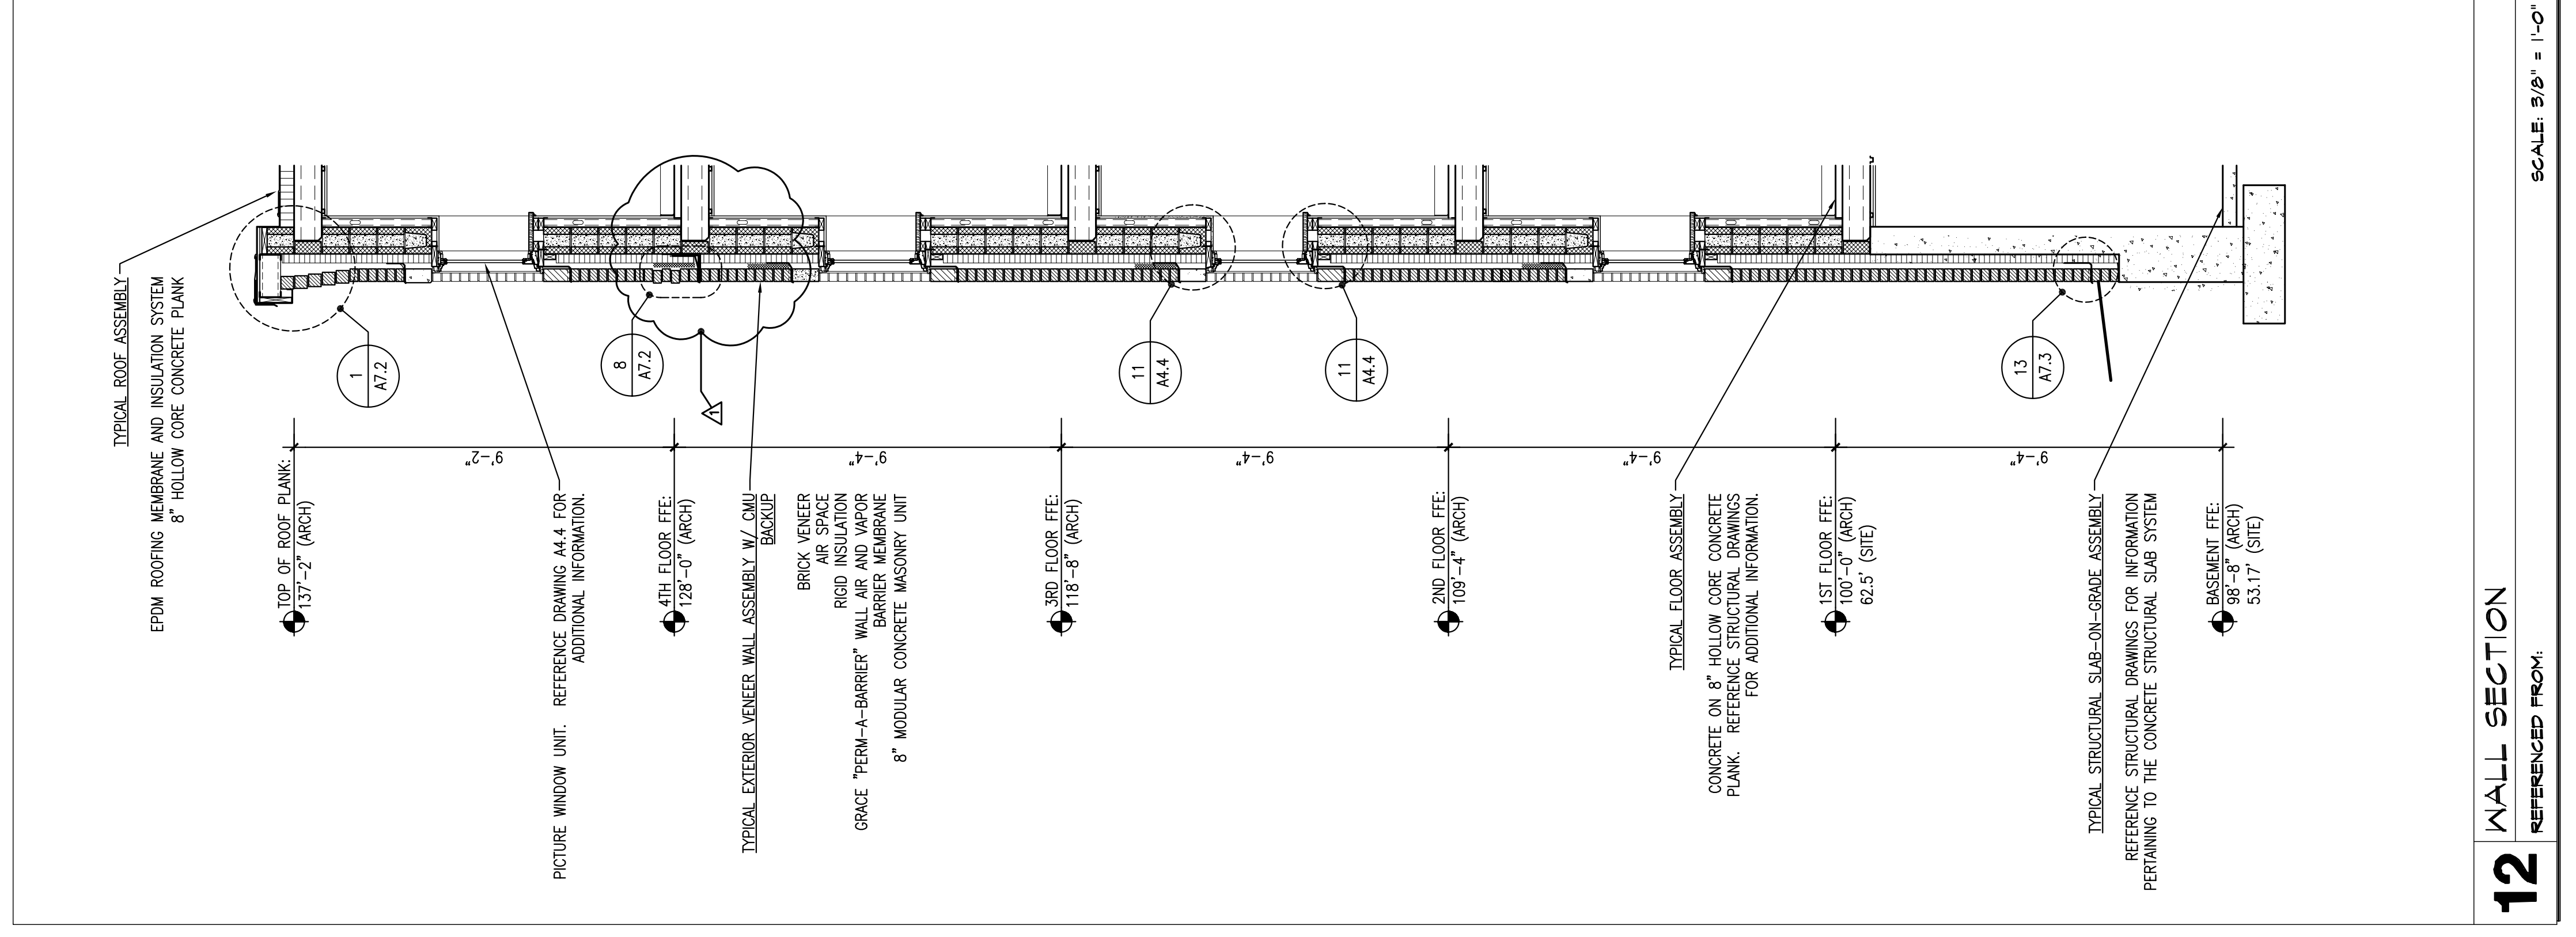 TYPICAL ROOF ASSEMBLY
EPDM ROOFING MEMBRANE AND INSULATION SYSTEM
8" HOLLOW CORE CONCRETE PLANK
1
A7.2
TOP OF ROOF PLANK:
137'-2" (ARCH)
9'-2"
PICTURE WINDOW UNIT. REFERENCE DRAWING A4.4 FOR
ADDITIONAL INFORMATION.
8
A7.2
1
4TH FLOOR FFE:
128'-0" (ARCH)
9'-4"
TYPICAL EXTERIOR VENEER WALL ASSEMBLY W/ CMU
BACKUP
BRICK VENEER
AIR SPACE
RIGID INSULATION
GRACE "PERM-A-BARRIER" WALL AIR AND VAPOR
BARRIER MEMBRANE
8" MODULAR CONCRETE MASONRY UNIT
3RD FLOOR FFE:
118'-8" (ARCH)
11
A4.4
9'-4"
11
A4.4
2ND FLOOR FFE:
109'-4" (ARCH)
9'-4"
TYPICAL FLOOR ASSEMBLY
CONCRETE ON 8" HOLLOW CORE CONCRETE
PLANK. REFERENCE STRUCTURAL DRAWINGS
FOR ADDITIONAL INFORMATION.
1ST FLOOR FFE:
100'-0" (ARCH)
62.5' (SITE)
13
A7.3
9'-4"
TYPICAL STRUCTURAL SLAB-ON-GRADE ASSEMBLY
REFERENCE STRUCTURAL DRAWINGS FOR INFORMATION
PERTAINING TO THE CONCRETE STRUCTURAL SLAB SYSTEM
BASEMENT FFE:
98'-8" (ARCH)
53.17' (SITE)
12
WALL SECTION
REFERENCED FROM:
SCALE: 3/8" = 1'-0"